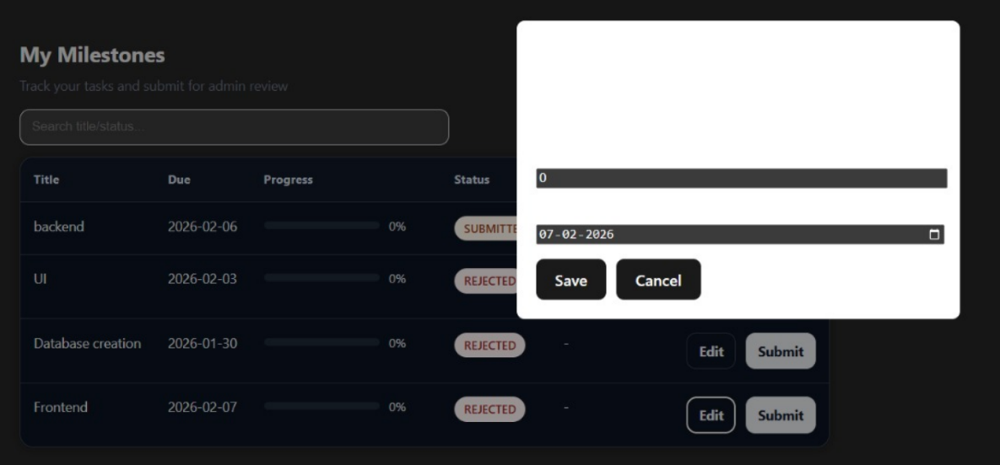 My Milestones
Track your tasks and submit for admin review
Search title/status...
Title Due Progress Status
backend 2026-02-06 0% SUBMITTE
UI 2026-02-03 0% REJECTED
Database creation 2026-01-30 0% REJECTED - Edit Submit
Frontend 2026-02-07 0% REJECTED - Edit Submit
0
07-02-2026
Save Cancel